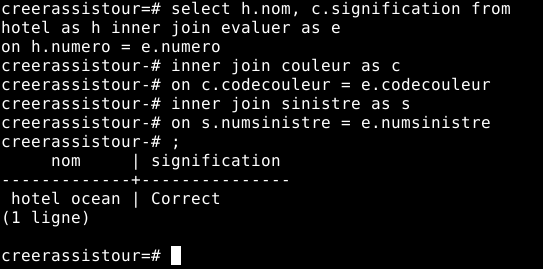 creerassistour=# select h.nom, c.signification from
hotel as h inner join evaluer as e
on h.numero = e.numero
creerassistour-# inner join couleur as c
creerassistour-# on c.codecouleur = e.codecouleur
creerassistour-# inner join sinistre as s
creerassistour-# on s.numsinistre = e.numsinistre
creerassistour-# ;
     nom     | signification
-------------+---------------
 hotel ocean | Correct
(1 ligne)

creerassistour=#